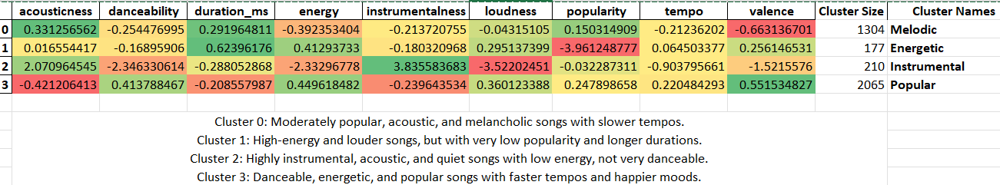 acousticness danceability duration_ms energy instrumentalness loudness popularity tempo valence Cluster Size Cluster Names
0 0.331256562 -0.254476995 0.291964811 -0.392353404 -0.213720755 -0.04315105 0.150314909 -0.21236202 -0.663136701 1304 Melodic
1 0.016554417 -0.16895906 0.62396176 0.41293733 -0.180320968 0.295137399 -3.961248777 0.064503377 0.256146531 177 Energetic
2 2.070964545 -2.346330614 -0.288052868 -2.33296778 3.835583683 -3.52202451 -0.032287311 -0.903795661 -1.5215576 210 Instrumental
3 -0.421206413 0.413788467 -0.208557987 0.449618482 -0.239643534 0.360123388 0.247898658 0.220484293 0.551534827 2065 Popular
Cluster 0: Moderately popular, acoustic, and melancholic songs with slower tempos.
Cluster 1: High-energy and louder songs, but with very low popularity and longer durations.
Cluster 2: Highly instrumental, acoustic, and quiet songs with low energy, not very danceable.
Cluster 3: Danceable, energetic, and popular songs with faster tempos and happier moods.